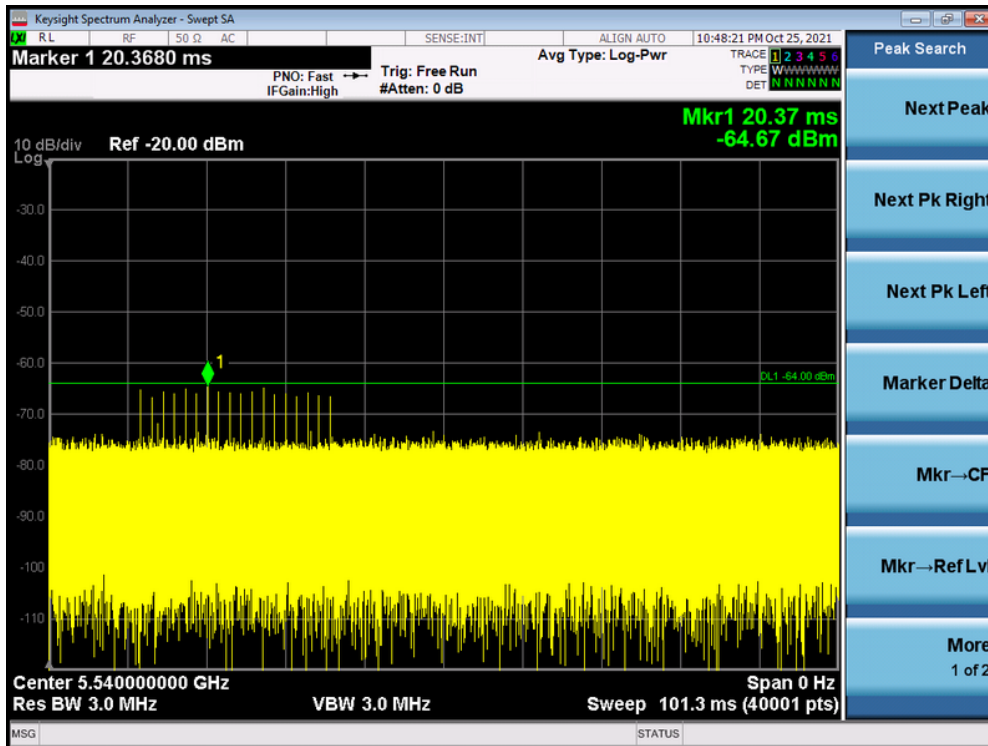 Keysight Spectrum Analyzer - Swept SA
LXI RL RF 50 Ω AC SENSE:INT ALIGN AUTO 10:48:21 PM Oct 25, 2021
Marker 1 20.3680 ms
PNO: Fast
IFGain:High
Trig: Free Run
#Atten: 0 dB
Avg Type: Log-Pwr
TRACE 1 2 3 4 5 6
TYPE WWWWWW
DET N N N N N N
Mkr1 20.37 ms
-64.67 dBm
10 dB/div
Log
Ref -20.00 dBm
-30.0
-40.0
-50.0
-60.0
1
DL1 -64.00 dBm
-70.0
-80.0
-90.0
-100
-110
Center 5.540000000 GHz
Span 0 Hz
Res BW 3.0 MHz
VBW 3.0 MHz
Sweep 101.3 ms (40001 pts)
MSG
STATUS
Peak Search
Next Peak
Next Pk Right
Next Pk Left
Marker Delta
Mkr→CF
Mkr→Ref Lvl
More
1 of 2